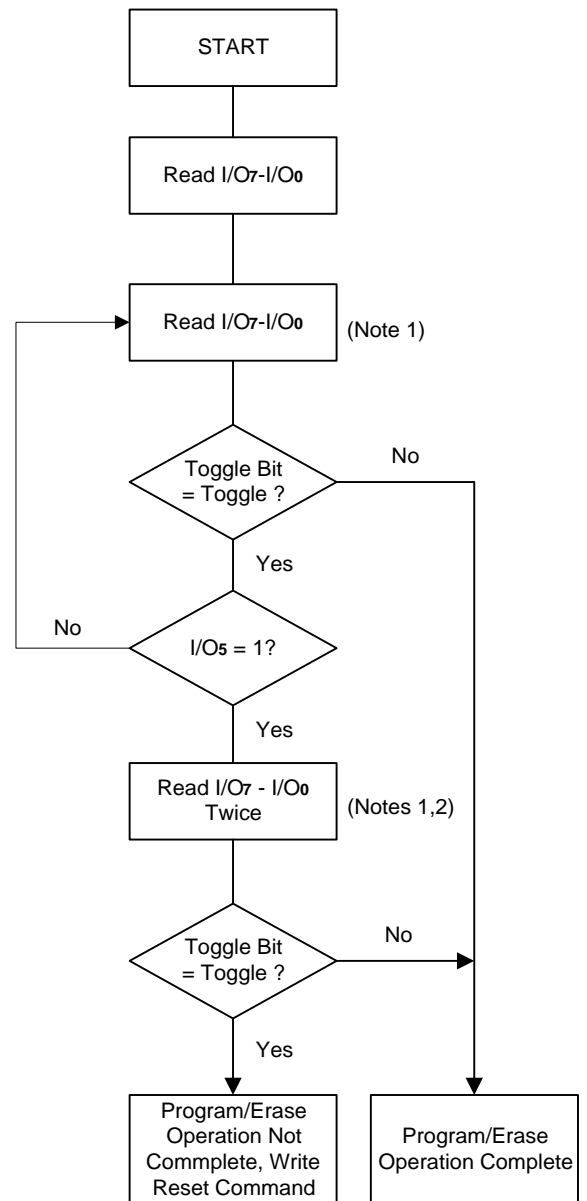 START
Read I/O7-I/O0
Read I/O7-I/O0
(Note 1)
Toggle Bit
= Toggle ?
No
Yes
I/O5 = 1?
No
Yes
Read I/O7 - I/O0
Twice
(Notes 1,2)
Toggle Bit
= Toggle ?
No
Yes
Program/Erase
Operation Not
Commplete, Write
Reset Command
Program/Erase
Operation Complete